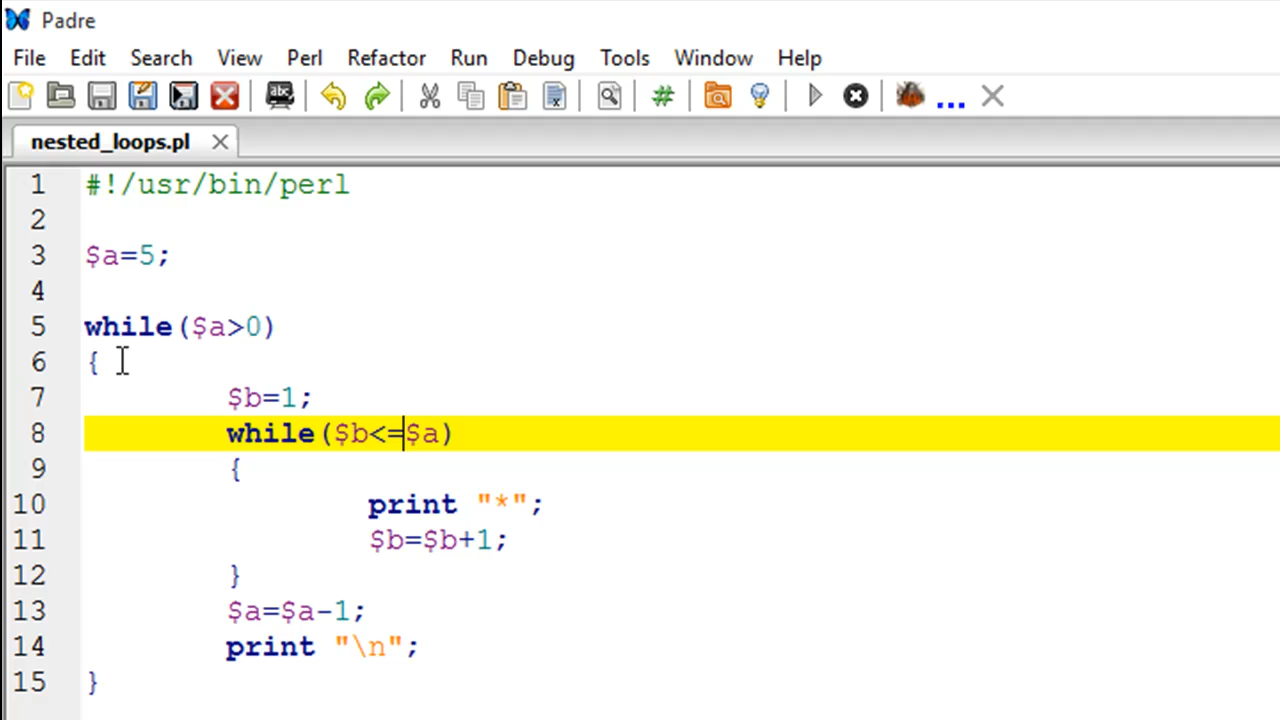 Padre
File Edit Search View Perl Refactor Run Debug Tools Window Help
abc # ...
nested_loops.pl
1 #!/usr/bin/perl
2
3 $a=5;
4
5 while($a>0)
6 {
7 $b=1;
8 while($b<=$a)
9 {
10 print "*";
11 $b=$b+1;
12 }
13 $a=$a-1;
14 print "\n";
15 }